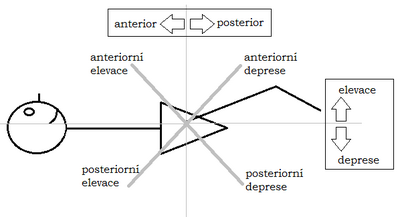 anterior posterior
anteriorní
elevace
anteriorní
deprese
elevace
deprese
posteriorní
elevace
posteriorní
deprese